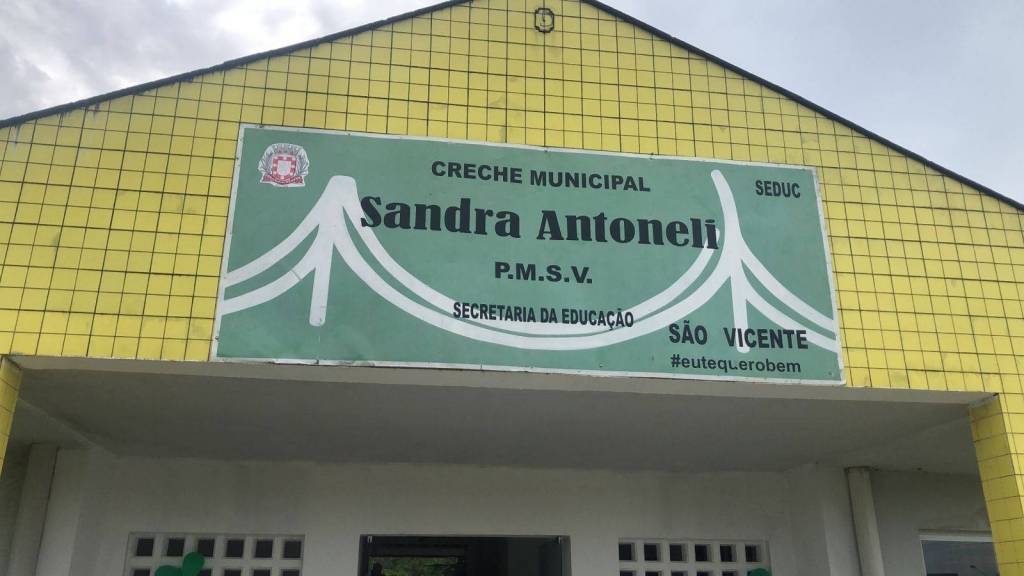 CRECHE MUNICIPAL
SEDUC
Sandra Antoneli
P.M.S.V.
SECRETARIA DA EDUCAÇÃO
SÃO VICENTE
#eutequerobem